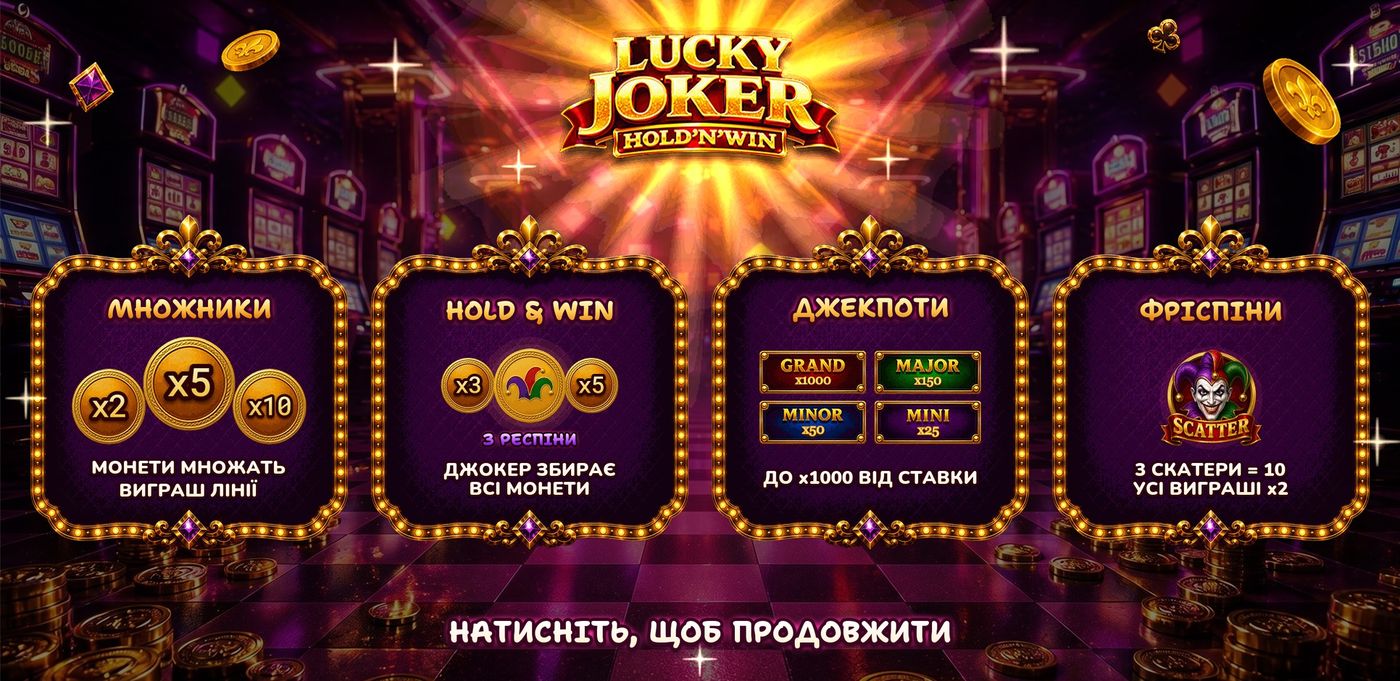 LUCKY
JOKER
HOLD'N'WIN
МНОЖНИКИ
x2
x5
x10
МОНЕТИ МНОЖАТЬ
ВИГРАШ ЛІНІЇ
HOLD & WIN
x3
x5
3 РЕСПІНИ
ДЖОКЕР ЗБИРАЄ
ВСІ МОНЕТИ
ДЖЕКПОТИ
GRAND
x1000
MAJOR
x150
MINOR
x50
MINI
x25
ДО x1000 ВІД СТАВКИ
ФРІСПІНИ
SCATTER
3 СКАТЕРИ = 10
УСІ ВИГРАШІ x2
НАТИСНІТЬ, ЩОБ ПРОДОВЖИТИ